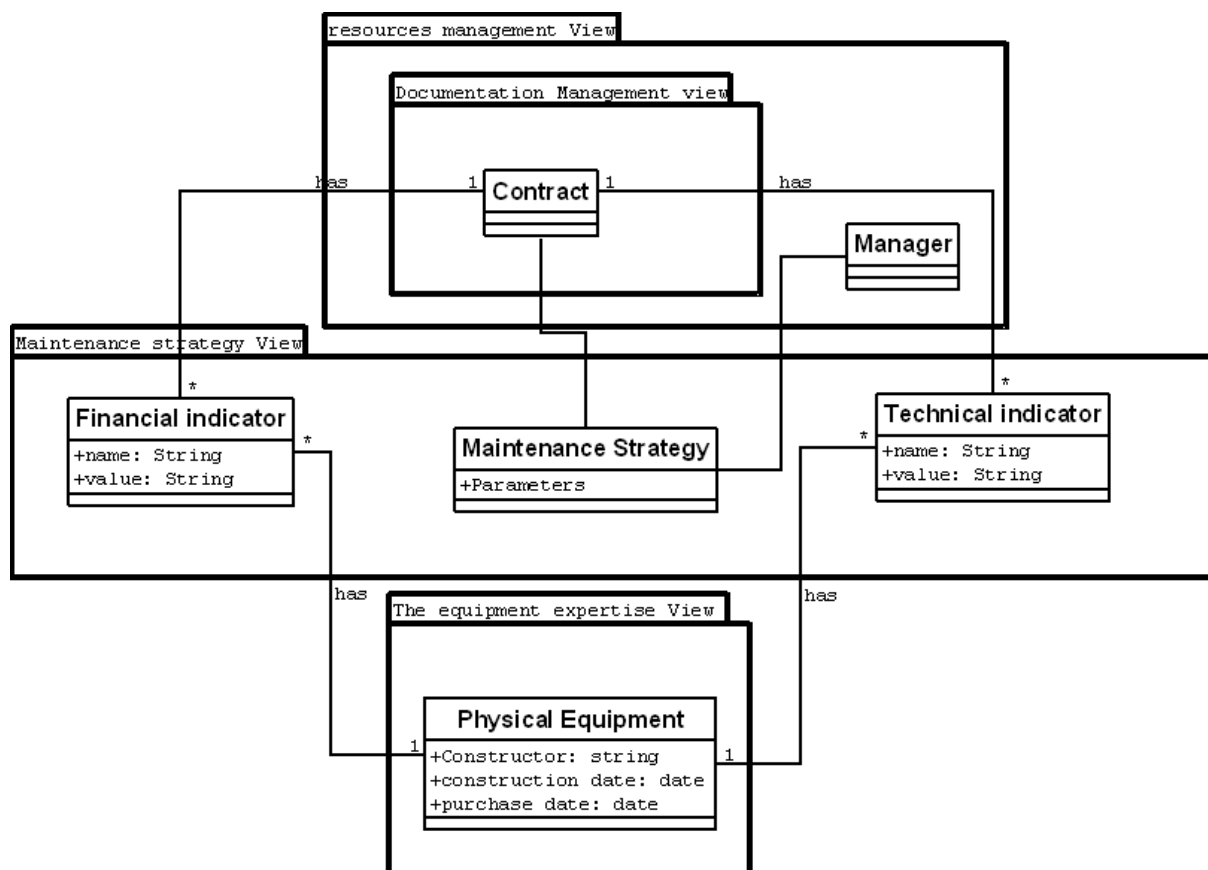 resources management View
Documentation Management view
has
1
Contract
1
has
Manager
Maintenance strategy View
*
*
Financial indicator
+name: String
+value: String
*
Maintenance Strategy
+Parameters
*
Technical indicator
+name: String
+value: String
has
has
The equipment expertise View
1
Physical Equipment
+Constructor: string
+construction date: date
+purchase date: date
1